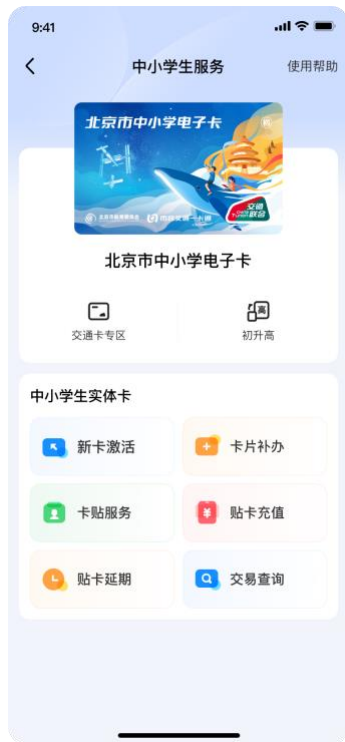 9:41
中小学生服务
使用帮助
北京市中小学电子卡
北京市中小学电子卡
交通卡专区
初升高
中小学生实体卡
新卡激活
卡片补办
卡贴服务
贴卡充值
贴卡延期
交易查询